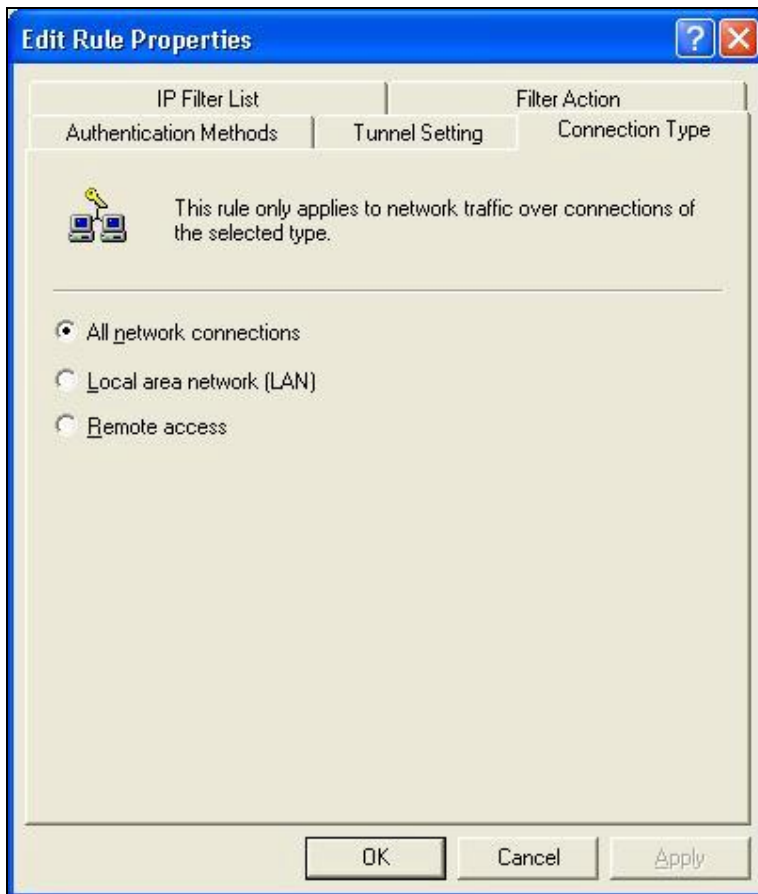 Edit Rule Properties
IP Filter List
Filter Action
Authentication Methods
Tunnel Setting
Connection Type
This rule only applies to network traffic over connections of
the selected type.
All network connections
Local area network (LAN)
Remote access
OK
Cancel
Apply